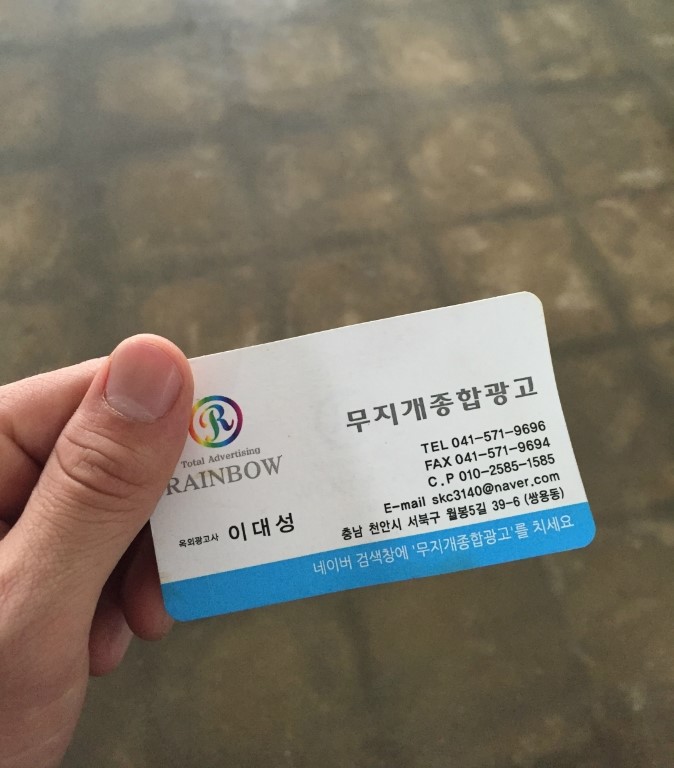 R
Total Advertising
RAINBOW
옥외광고사 이대성
무지개종합광고
TEL 041-571-9696
FAX 041-571-9694
C.P 010-2585-1585
E-mail skc3140@naver.com
충남 천안시 서북구 월봉5길 39-6 (쌍용동)
네이버 검색창에 '무지개종합광고'를 치세요